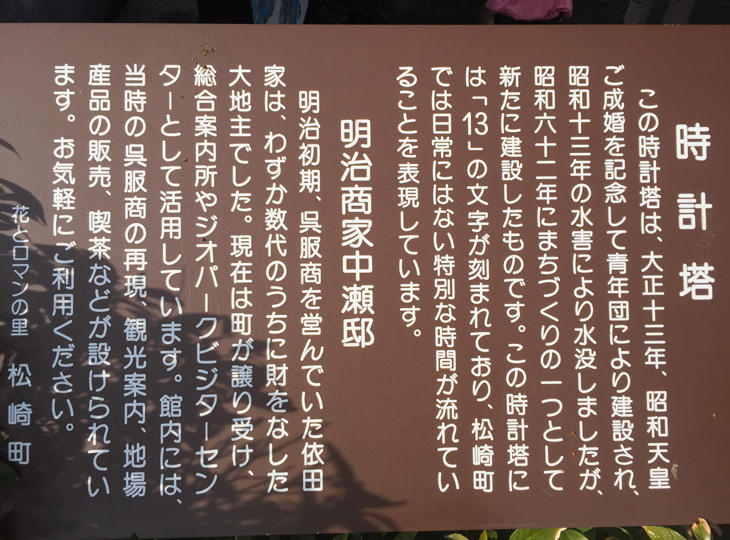 時計塔
この時計塔は、大正十三年、昭和天皇
ご成婚を記念して青年団により建設され、
昭和十三年の水害により水没しましたが、
昭和六十二年にまちづくりの一つとして
新たに建設したものです。この時計塔に
は「13」の文字が刻まれており、松崎町
では日常にはない特別な時間が流れてい
ることを表現しています。
明治商家中瀬邸
明治初期、呉服商を営んでいた依田
家は、わずか数代のうちに財をなした
大地主でした。現在は町が譲り受け、
総合案内所やジオパークビジターセン
ターとして活用しています。館内には、
当時の呉服商の再現、観光案内、地場
産品の販売、喫茶などが設けられてい
ます。お気軽にご利用ください。
花とロマンの里 松崎町